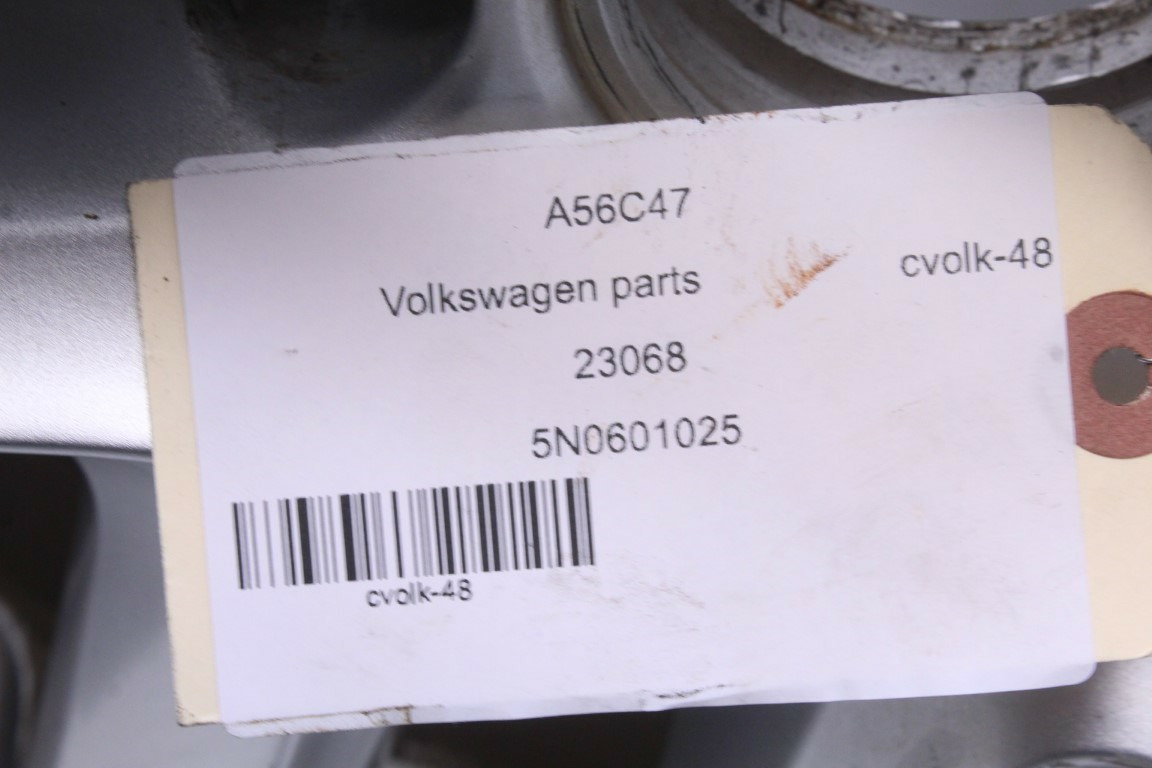 A56C47
Volkswagen parts
cvolk-48
23068
5N0601025
cvolk-48